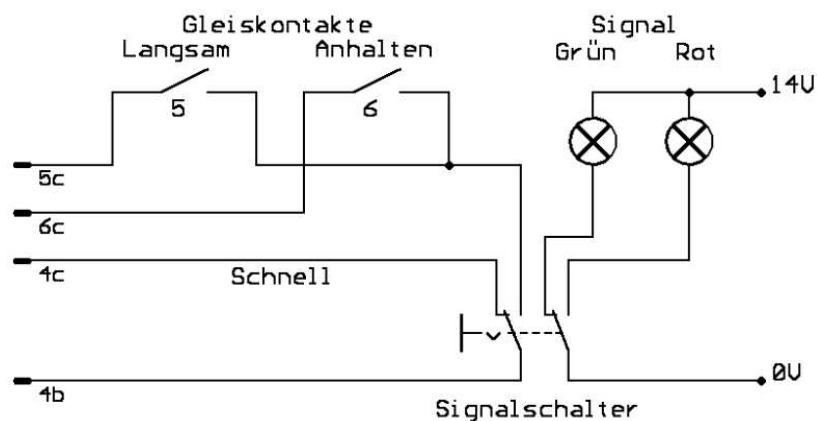 Gleiskontakte
Signal
Langsam
Anhalten
Grün
Rot
5
6
14V
5c
6c
4c
Schnell
4b
0V
Signalschalter